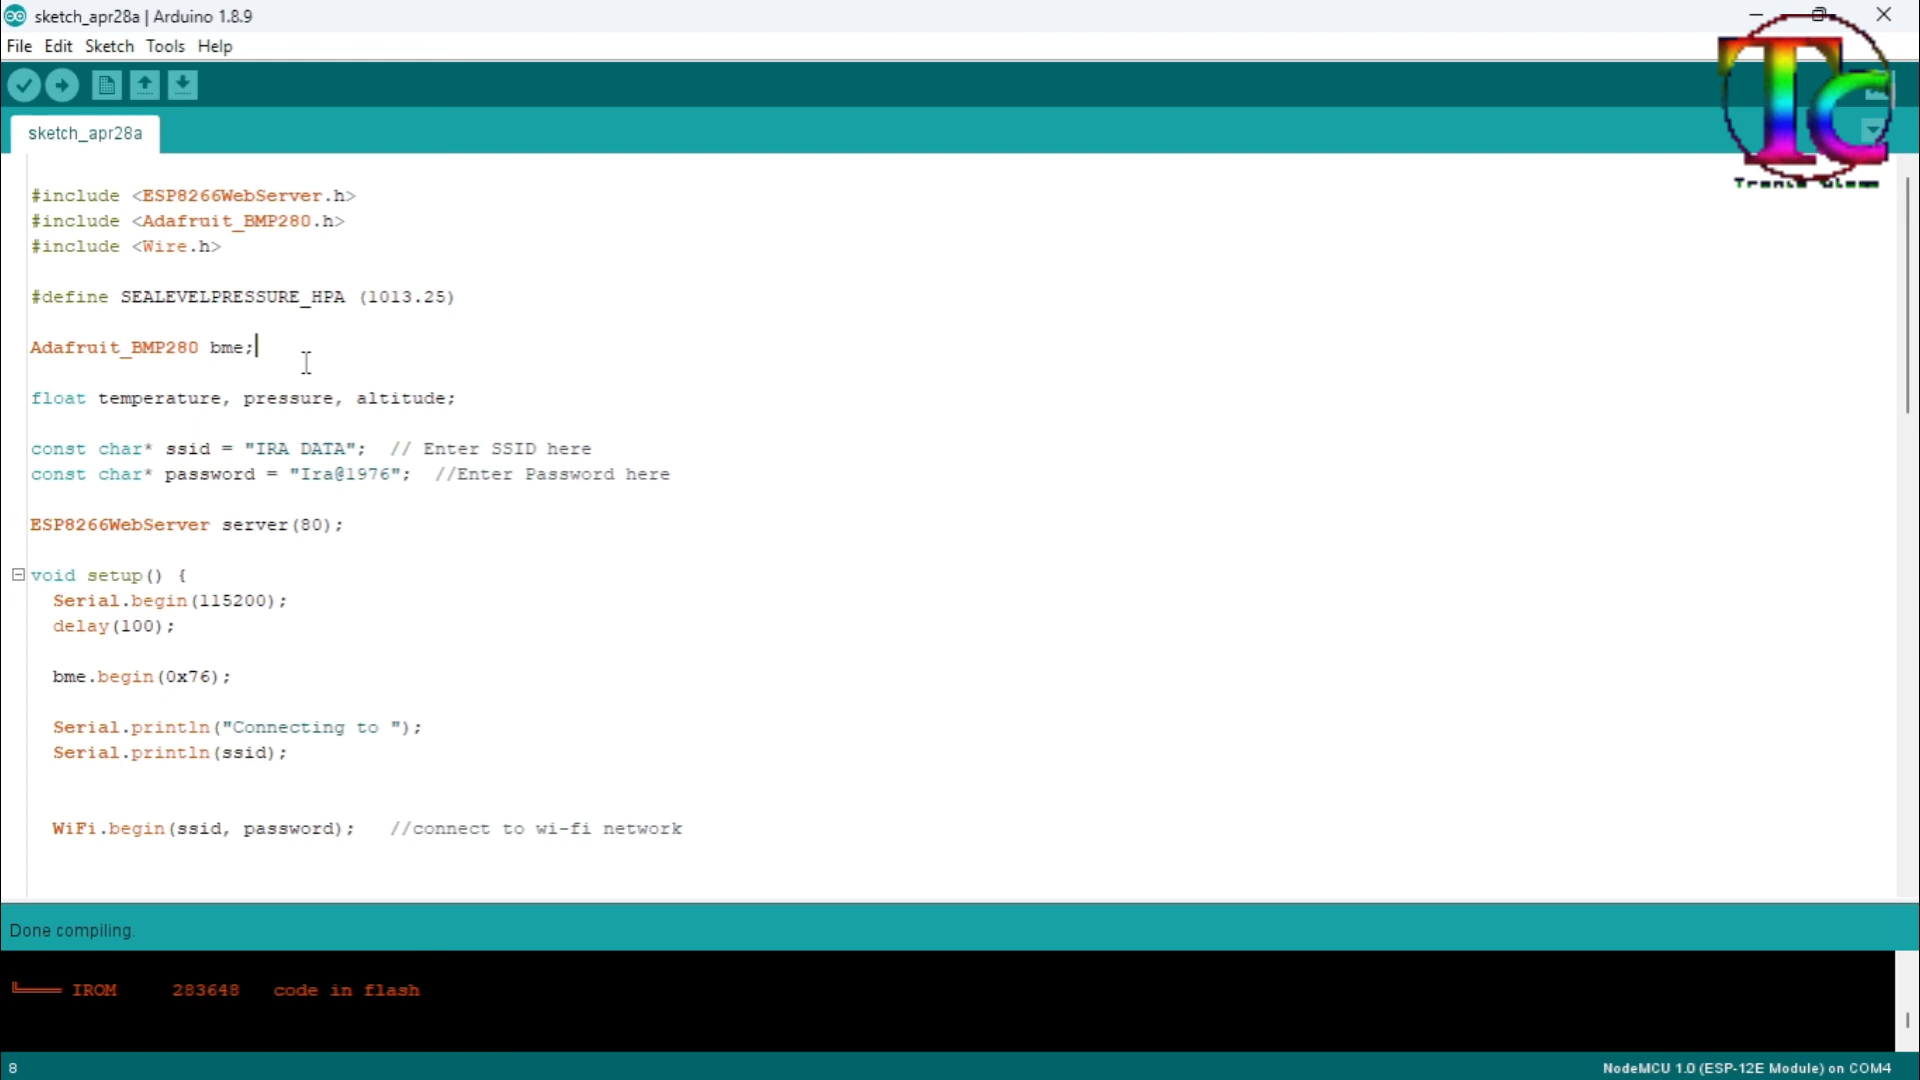 sketch_apr28a | Arduino 1.8.9
File Edit Sketch Tools Help
Tc
sketch_apr28a
#include <ESP8266WebServer.h>
#include <Adafruit_BMP280.h>
#include <Wire.h>
#define SEALEVELPRESSURE_HPA (1013.25)
Adafruit_BMP280 bme;
float temperature, pressure, altitude;
const char* ssid = "IRA DATA";  // Enter SSID here
const char* password = "Ira@1976";  //Enter Password here
ESP8266WebServer server(80);
void setup() {
Serial.begin(115200);
delay(100);
bme.begin(0x76);
Serial.println("Connecting to ");
Serial.println(ssid);
WiFi.begin(ssid, password);   //connect to wi-fi network
Done compiling.
IROM 283648 code in flash
8 NodeMCU 1.0 (ESP-12E Module) on COM4